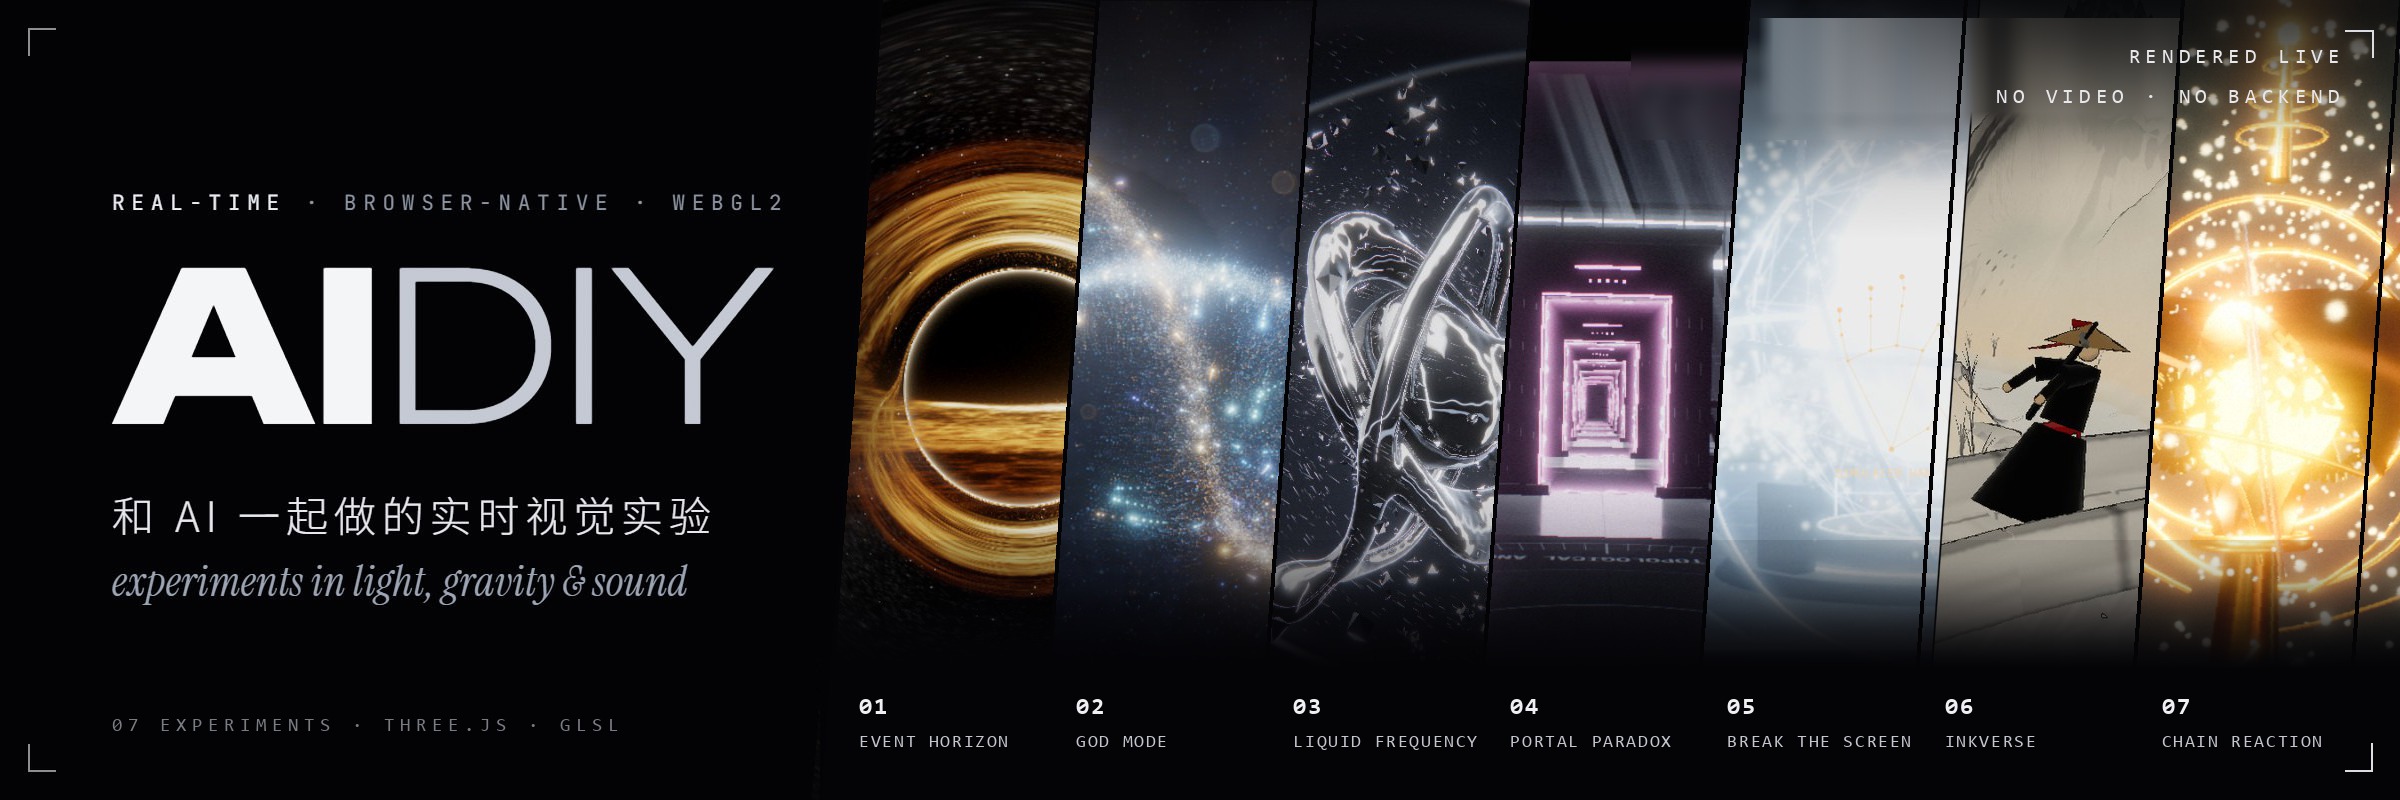 RENDERED LIVE
NO VIDEO · NO BACKEND
REAL-TIME · BROWSER-NATIVE · WEBGL2
AIDIY
和 AI 一起做的实时视觉实验
experiments in light, gravity & sound
07 EXPERIMENTS · THREE.JS · GLSL
01
EVENT HORIZON
02
GOD MODE
03
LIQUID FREQUENCY
04
PORTAL PARADOX
05
BREAK THE SCREEN
06
INKVERSE
07
CHAIN REACTION